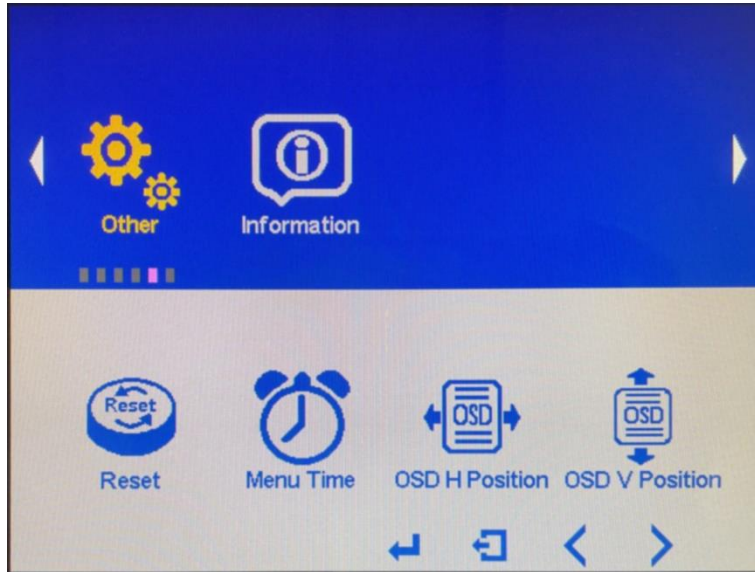 Other Information
Reset
OSD
OSD
Reset Menu Time OSD H Position OSD V Position